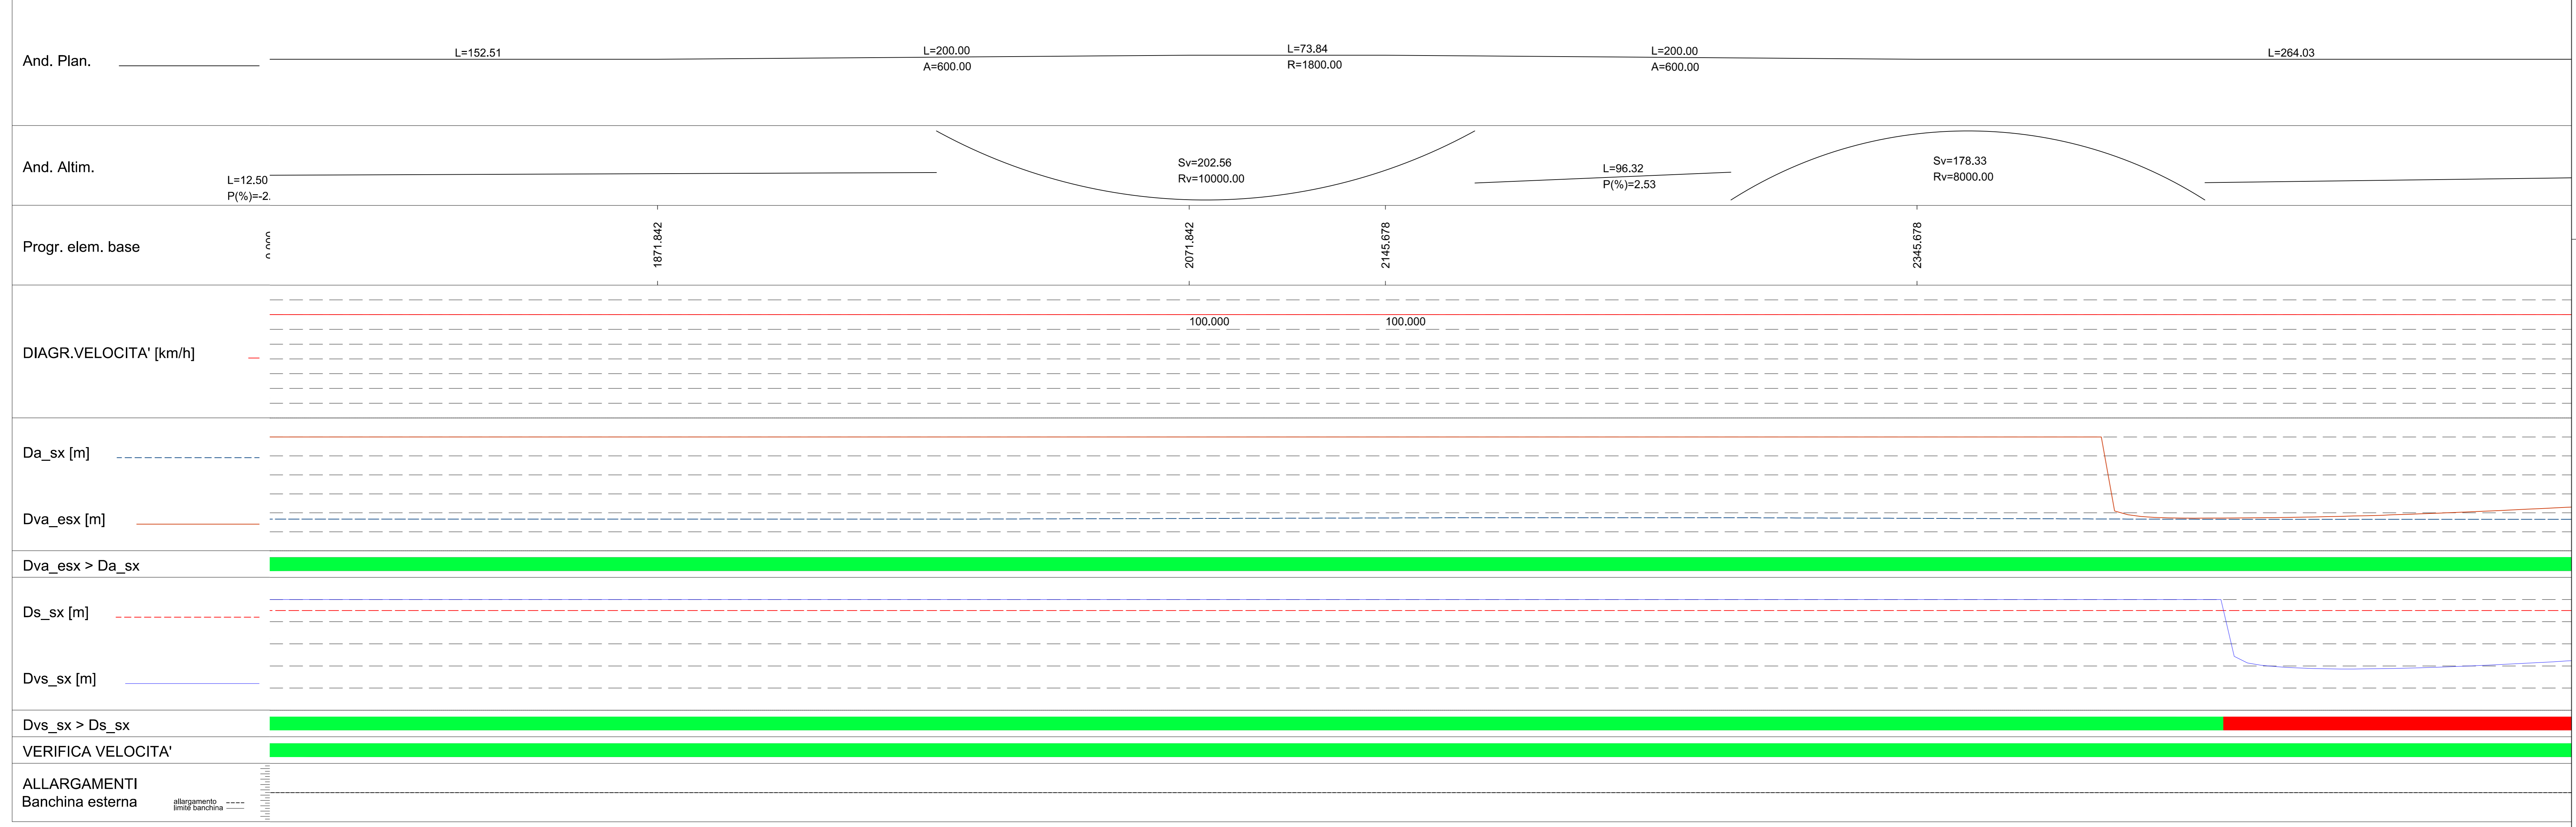 And. Plan.
L=152.51
L=200.00
A=600.00
L=73.84
R=1800.00
L=200.00
A=600.00
L=264.03
And. Altim.
L=12.50
P(%)=-2.
Sv=202.56
Rv=10000.00
L=96.32
P(%)=2.53
Sv=178.33
Rv=8000.00
Progr. elem. base
1871.842
2071.842
2145.678
2345.678
DIAGR.VELOCITA' [km/h]
100.000
100.000
Da_sx [m]
Dva_esx [m]
Dva_esx > Da_sx
Ds_sx [m]
Dvs_sx [m]
Dvs_sx > Ds_sx
VERIFICA VELOCITA'
ALLARGAMENTI
Banchina esterna
allargamento
limite banchina